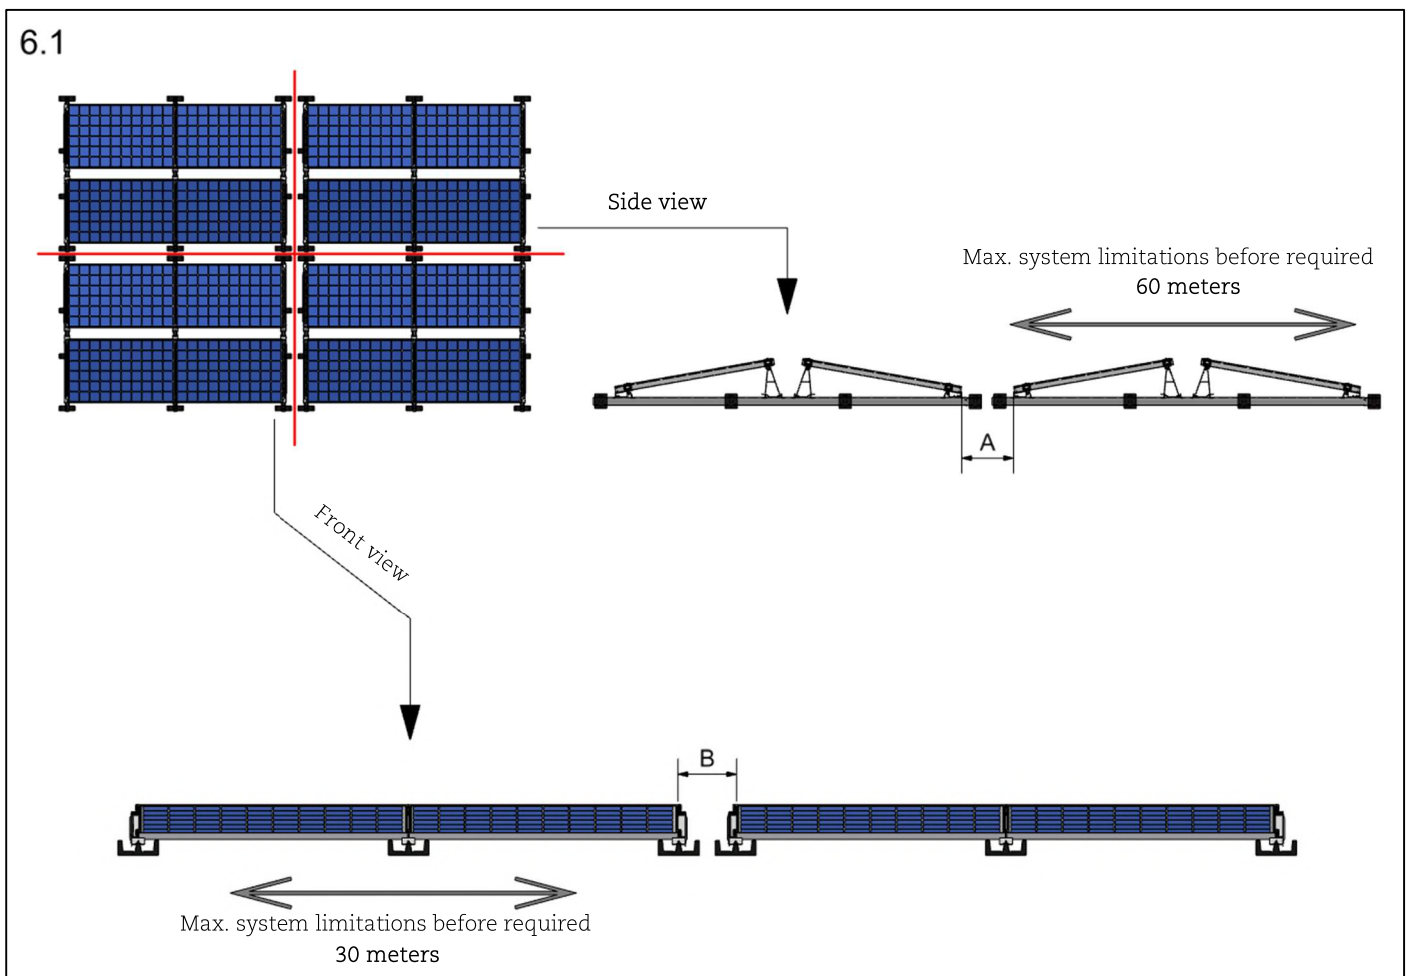 6.1
Side view
Max. system limitations before required
60 meters
A
Front view
B
Max. system limitations before required
30 meters